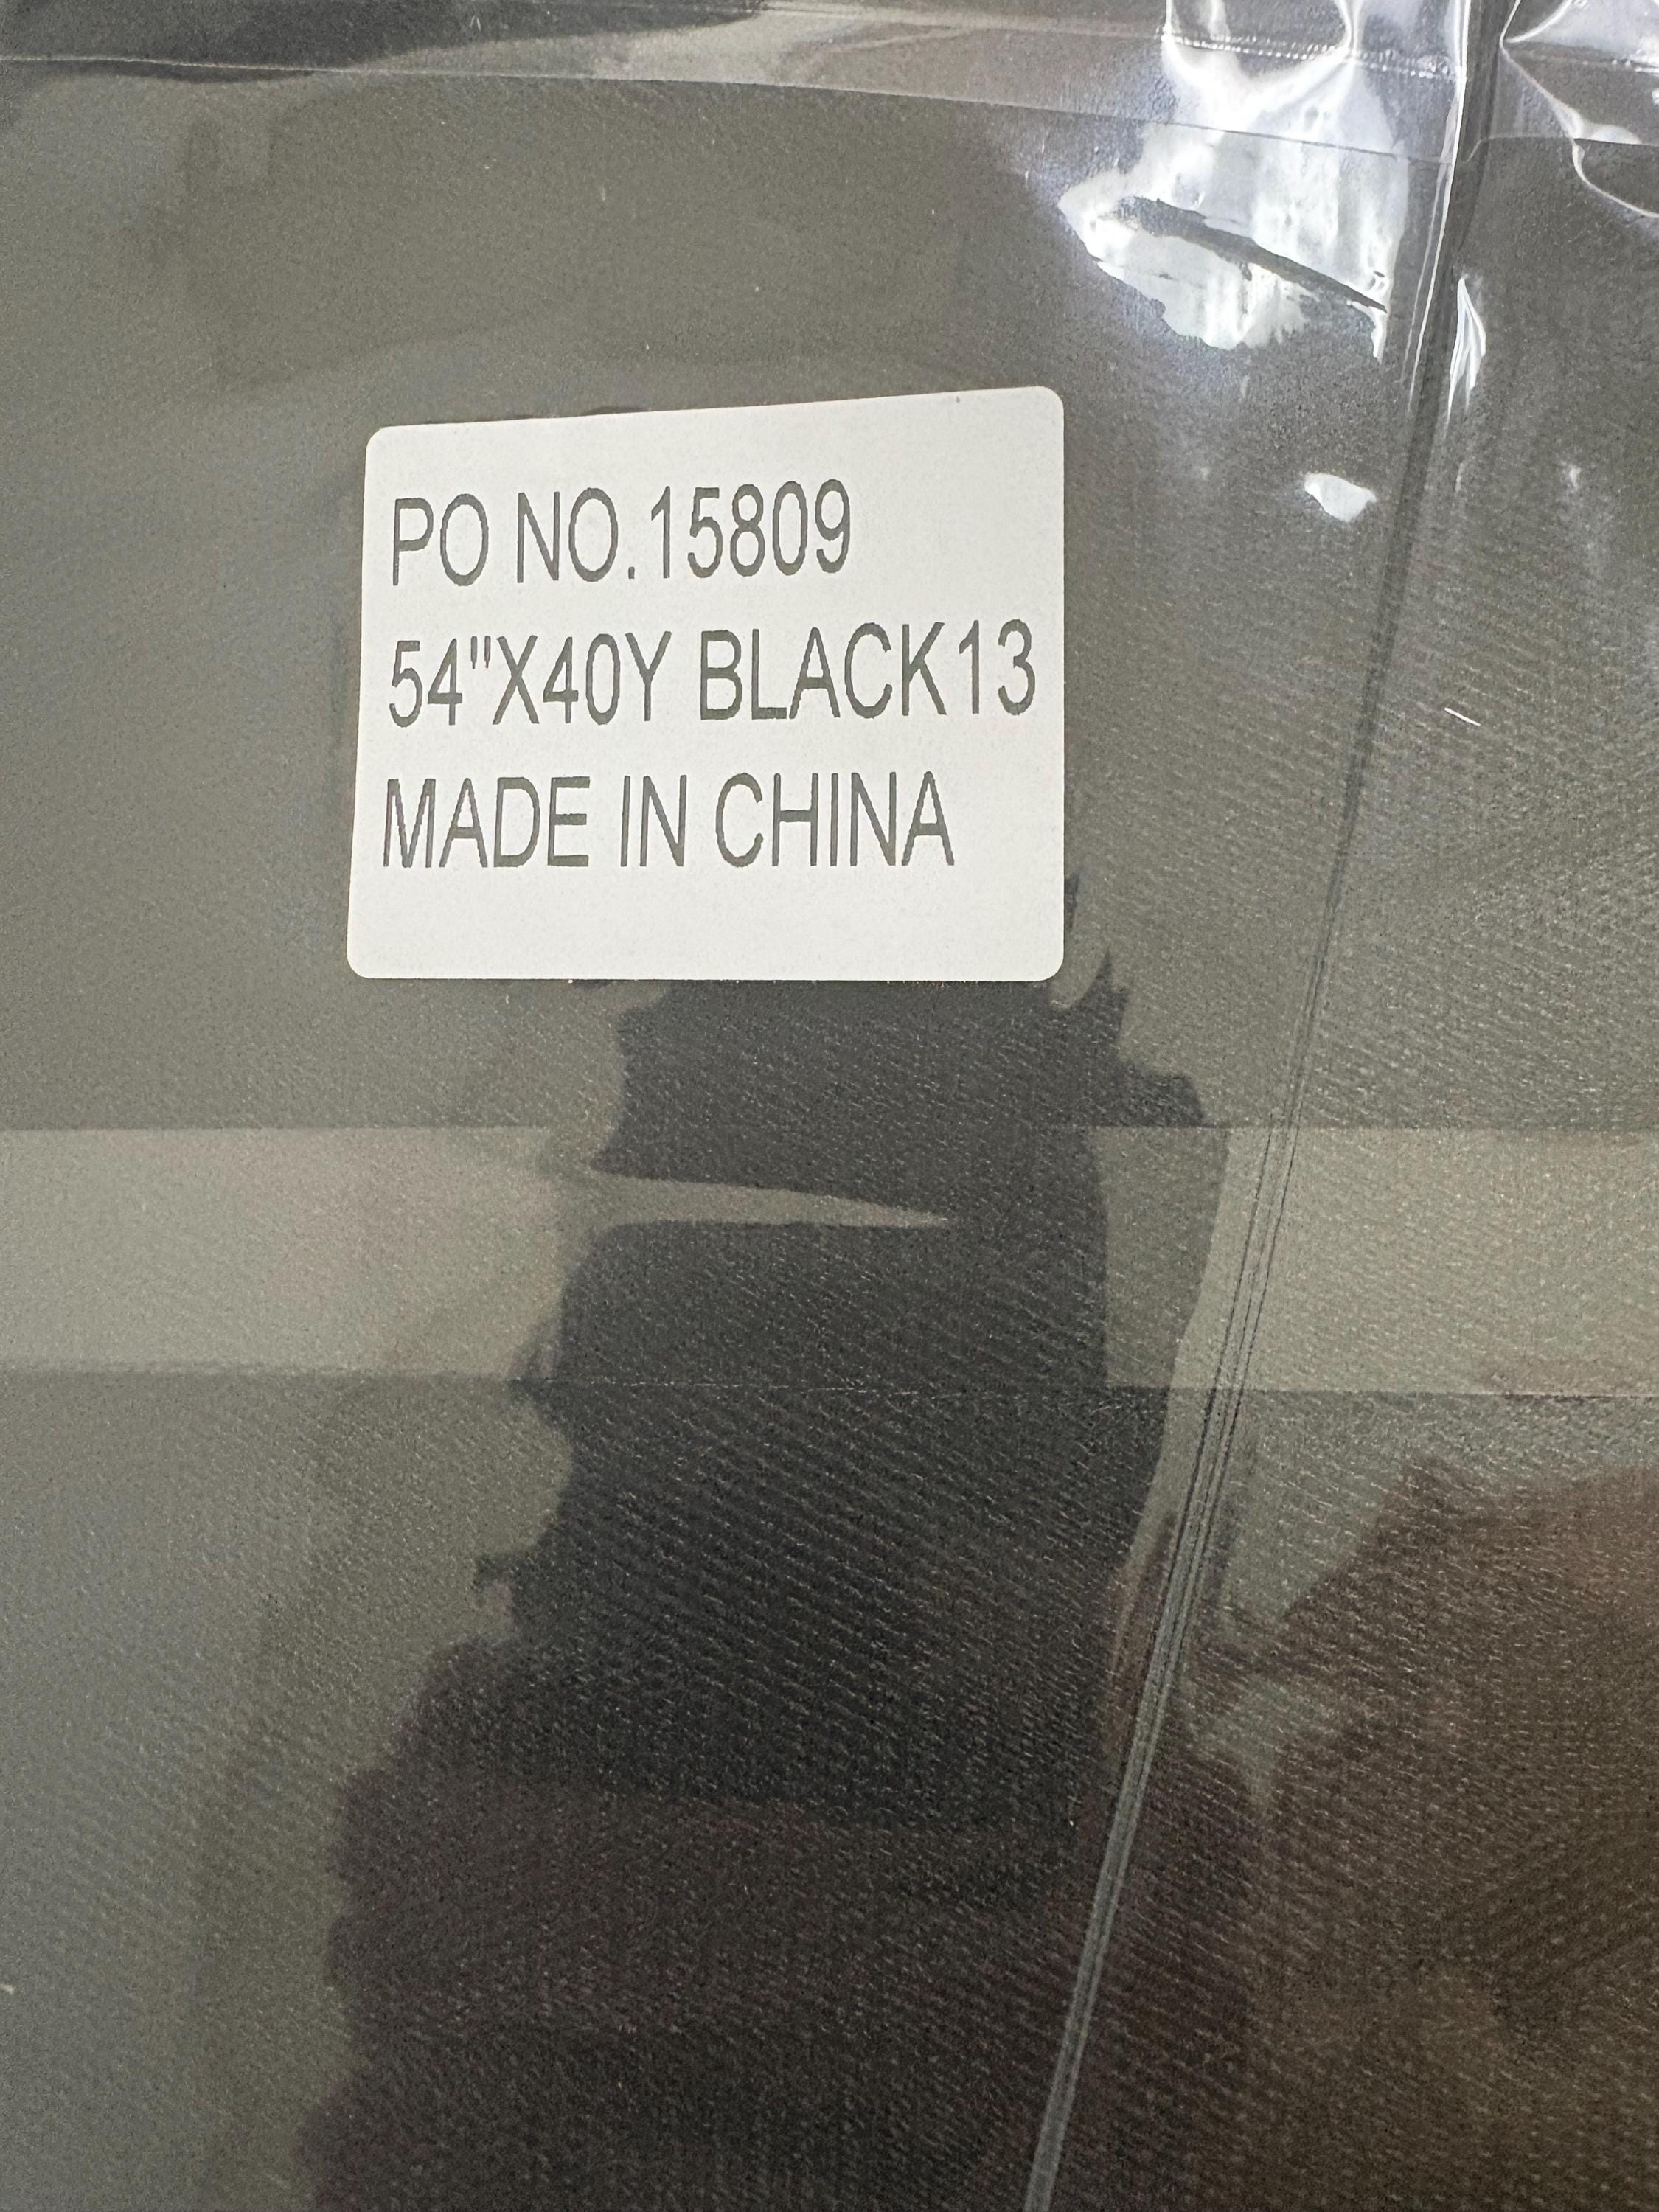 PO NO.15809
54"X40Y BLACK13
MADE IN CHINA